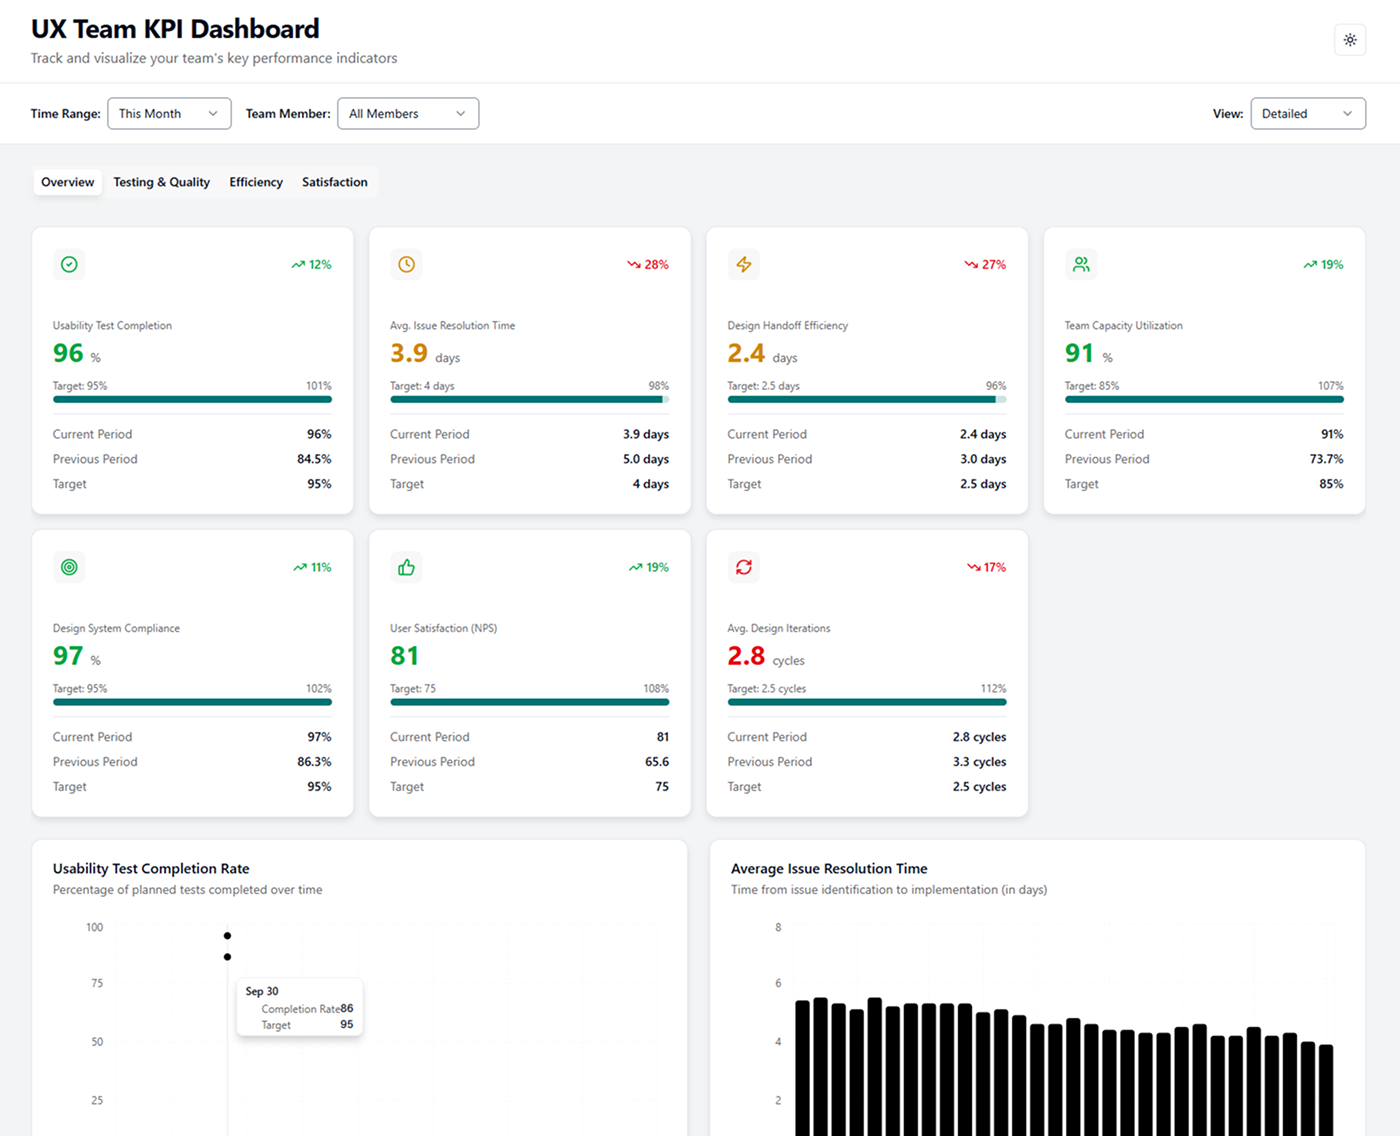 UX Team KPI Dashboard
Track and visualize your team's key performance indicators
Time Range: This Month Team Member: All Members View: Detailed
Overview Testing & Quality Efficiency Satisfaction
12%
Usability Test Completion
96 %
Target: 95% 101%
Current Period 96%
Previous Period 84.5%
Target 95%
28%
Avg. Issue Resolution Time
3.9 days
Target: 4 days 98%
Current Period 3.9 days
Previous Period 5.0 days
Target 4 days
27%
Design Handoff Efficiency
2.4 days
Target: 2.5 days 96%
Current Period 2.4 days
Previous Period 3.0 days
Target 2.5 days
19%
Team Capacity Utilization
91 %
Target: 85% 107%
Current Period 91%
Previous Period 73.7%
Target 85%
11%
Design System Compliance
97 %
Target: 95% 102%
Current Period 97%
Previous Period 86.3%
Target 95%
19%
User Satisfaction (NPS)
81
Target: 75 108%
Current Period 81
Previous Period 65.6
Target 75
17%
Avg. Design Iterations
2.8 cycles
Target: 2.5 cycles 112%
Current Period 2.8 cycles
Previous Period 3.3 cycles
Target 2.5 cycles
Usability Test Completion Rate
Percentage of planned tests completed over time
100
75
50
25
Sep 30
Completion Rate86
Target 95
Average Issue Resolution Time
Time from issue identification to implementation (in days)
8
6
4
2